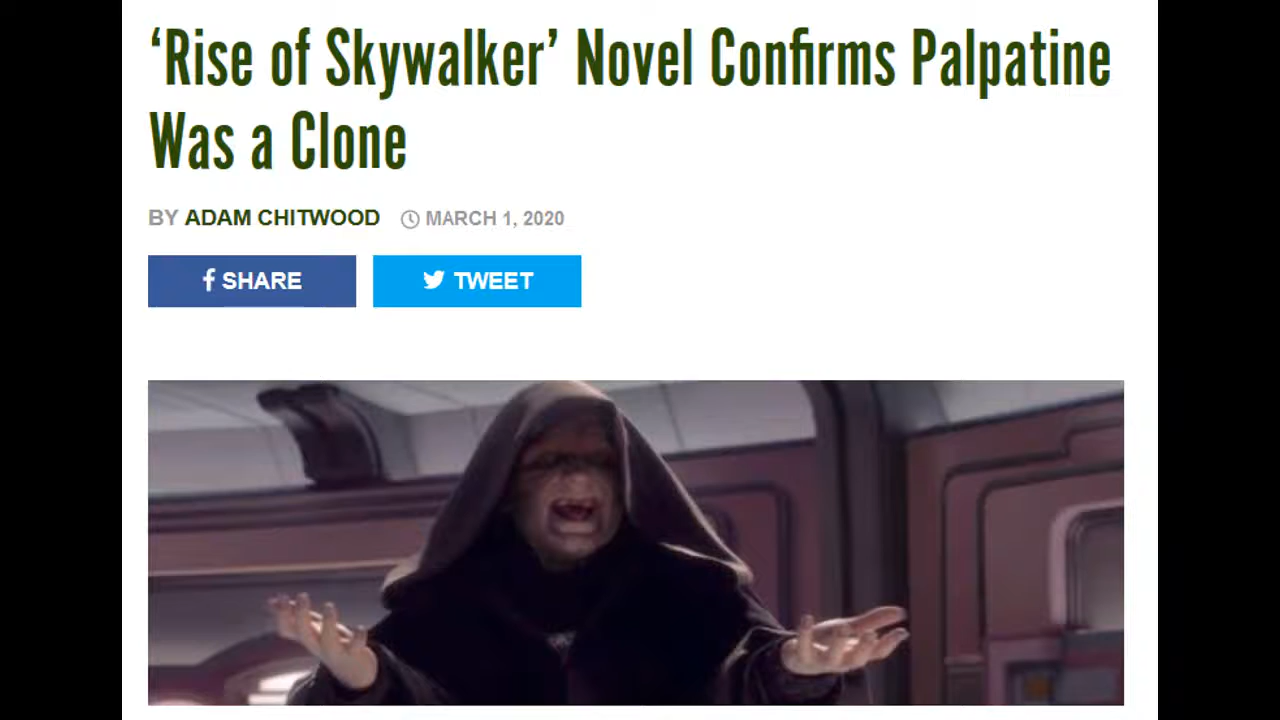 ‘Rise of Skywalker’ Novel Confirms Palpatine
Was a Clone
BY ADAM CHITWOOD MARCH 1, 2020
SHARE TWEET